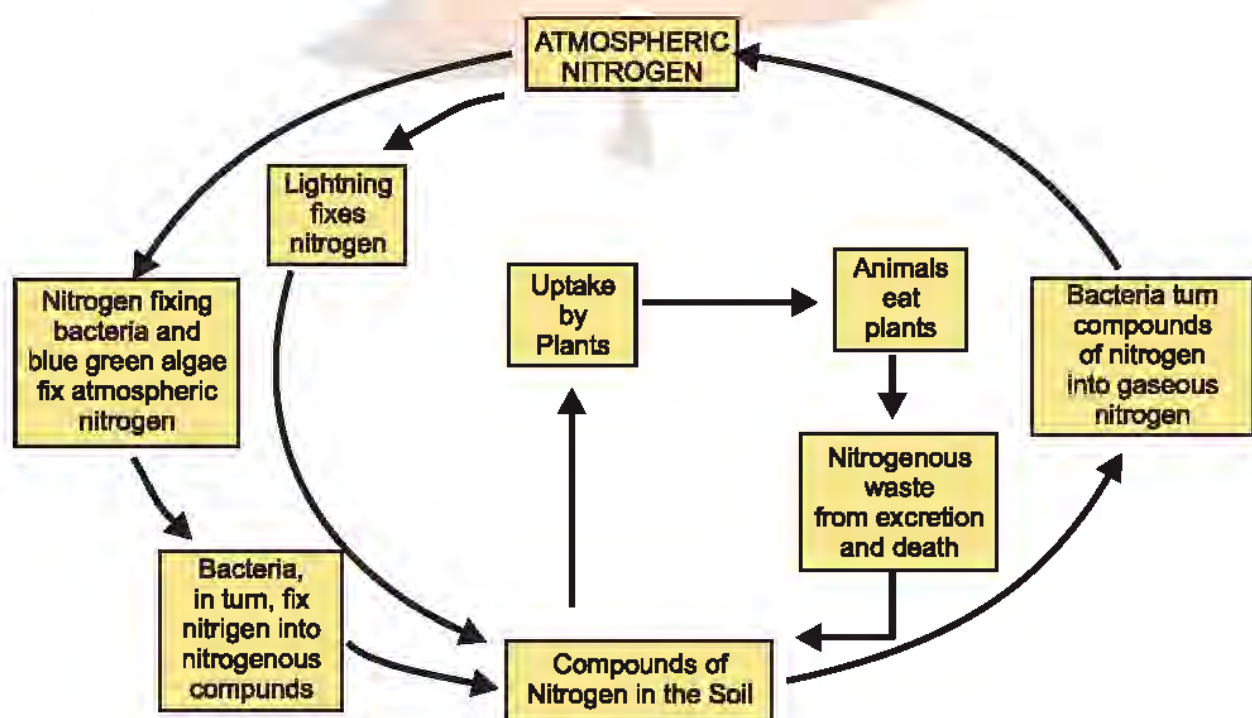 ATMOSPHERIC
NITROGEN
Lightning
fixes
nitrogen
Nitrogen fixing
bacteria and
blue green algae
fix atmospheric
nitrogen
Bacteria,
in turn, fix
nitrigen into
nitrogenous
compunds
Uptake
by
Plants
Animals
eat
plants
Nitrogenous
waste
from excretion
and death
Compounds of
Nitrogen in the Soil
Bacteria turn
compounds
of nitrogen
into gaseous
nitrogen